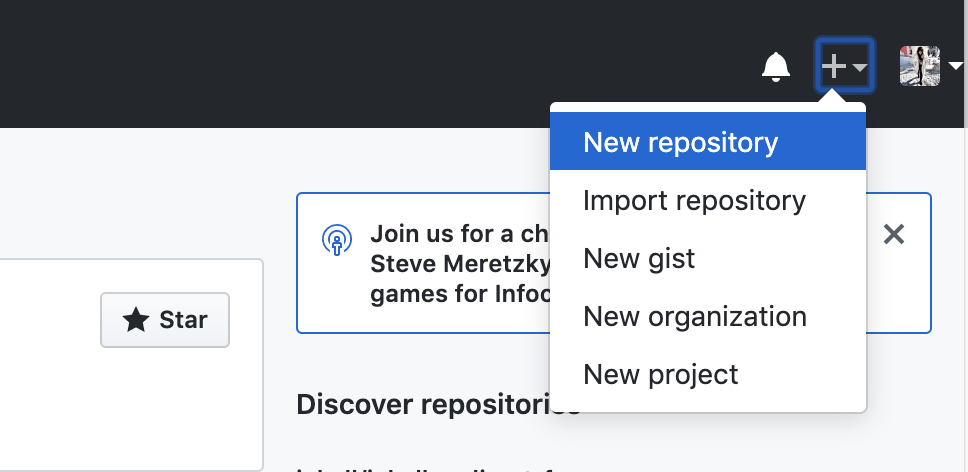 New repository
Import repository
New gist
New organization
New project
Join us for a ch
Steve Meretzky
games for Infoc
Star
Discover repositories